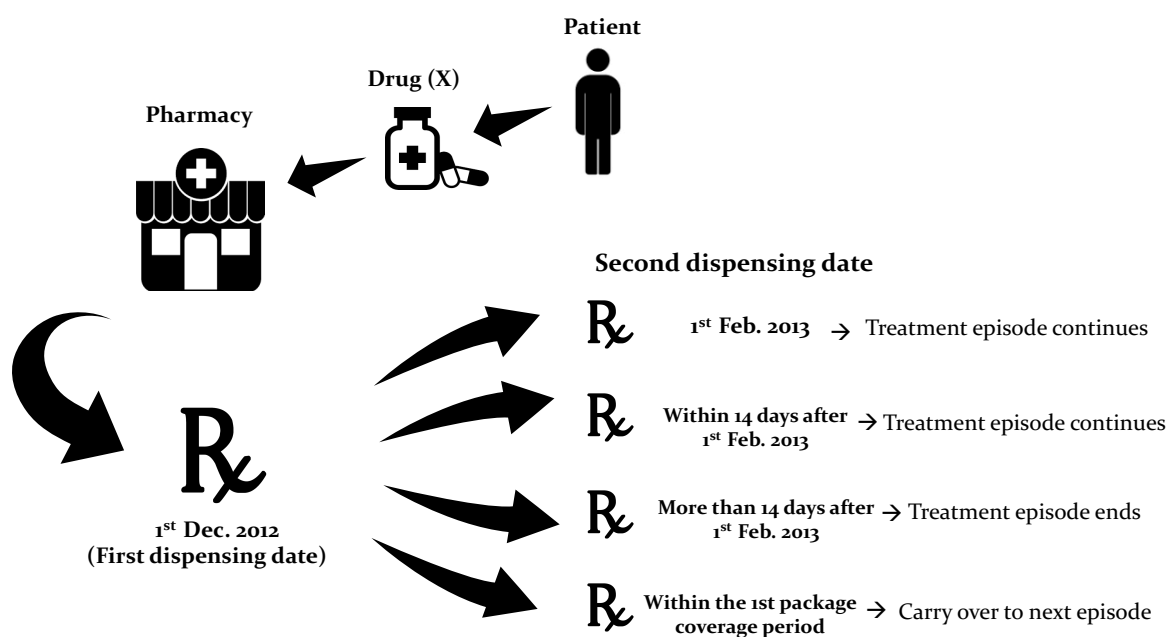 Patient
Drug (X)
Pharmacy
Second dispensing date
℞ 1st Feb. 2013 → Treatment episode continues
℞ Within 14 days after → Treatment episode continues
1st Feb. 2013
℞ More than 14 days after → Treatment episode ends
1st Feb. 2013
℞ Within the 1st package → Carry over to next episode
coverage period
℞
1st Dec. 2012
(First dispensing date)